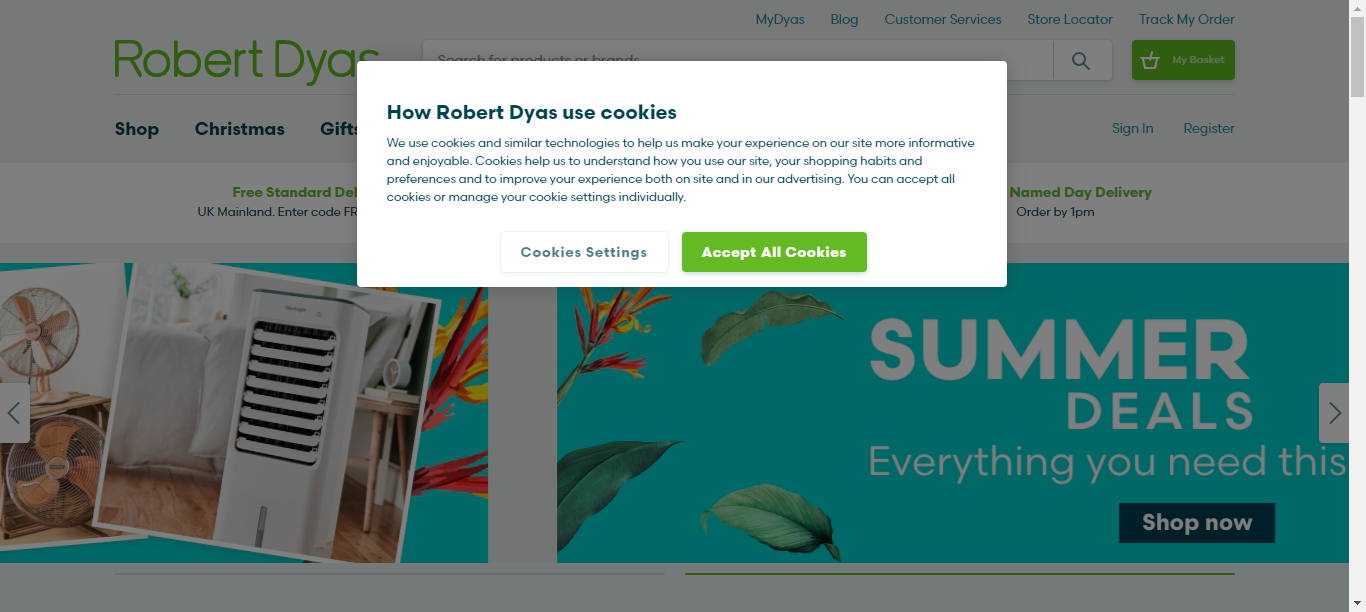 MyDyas Blog Customer Services Store Locator Track My Order
Robert Dyas
Search for products or brands
My Basket
Shop Christmas Gifts
Sign In Register
How Robert Dyas use cookies
We use cookies and similar technologies to help us make your experience on our site more informative
and enjoyable. Cookies help us to understand how you use our site, your shopping habits and
preferences and to improve your experience both on site and in our advertising. You can accept all
cookies or manage your cookie settings individually.
Cookies Settings Accept All Cookies
Free Standard Del
UK Mainland. Enter code FR
Named Day Delivery
Order by 1pm
SUMMER
DEALS
Everything you need this
Shop now